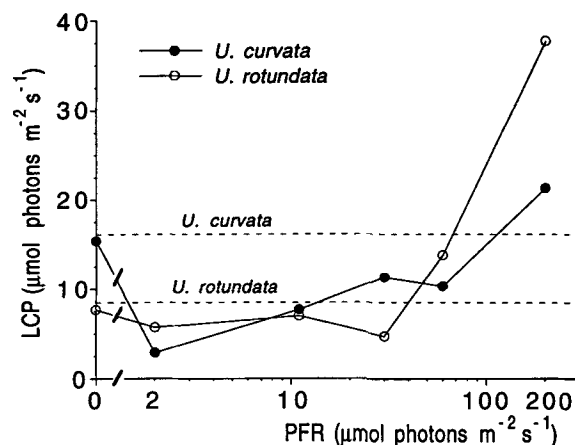 40
30
20
10
0
LCP (μmol photons m⁻² s⁻¹)
U. curvata
U. rotundata
U. curvata
U. rotundata
0 2 10 100 200
PFR (μmol photons m⁻² s⁻¹)